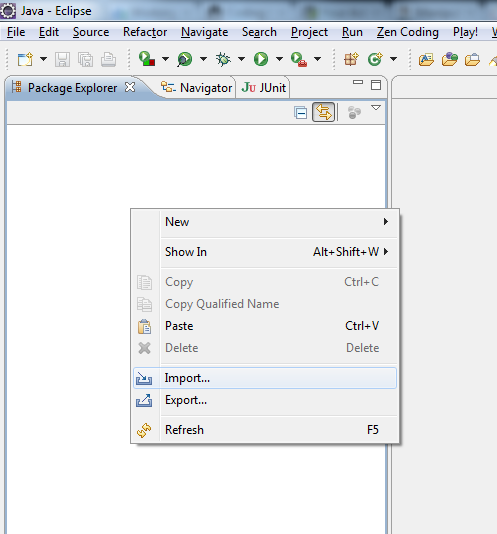 Java - Eclipse
File Edit Source Refactor Navigate Search Project Run Zen Coding Play!
Package Explorer Navigator JU JUnit
New
Show In Alt+Shift+W
Copy Ctrl+C
Copy Qualified Name
Paste Ctrl+V
Delete Delete
Import...
Export...
Refresh F5